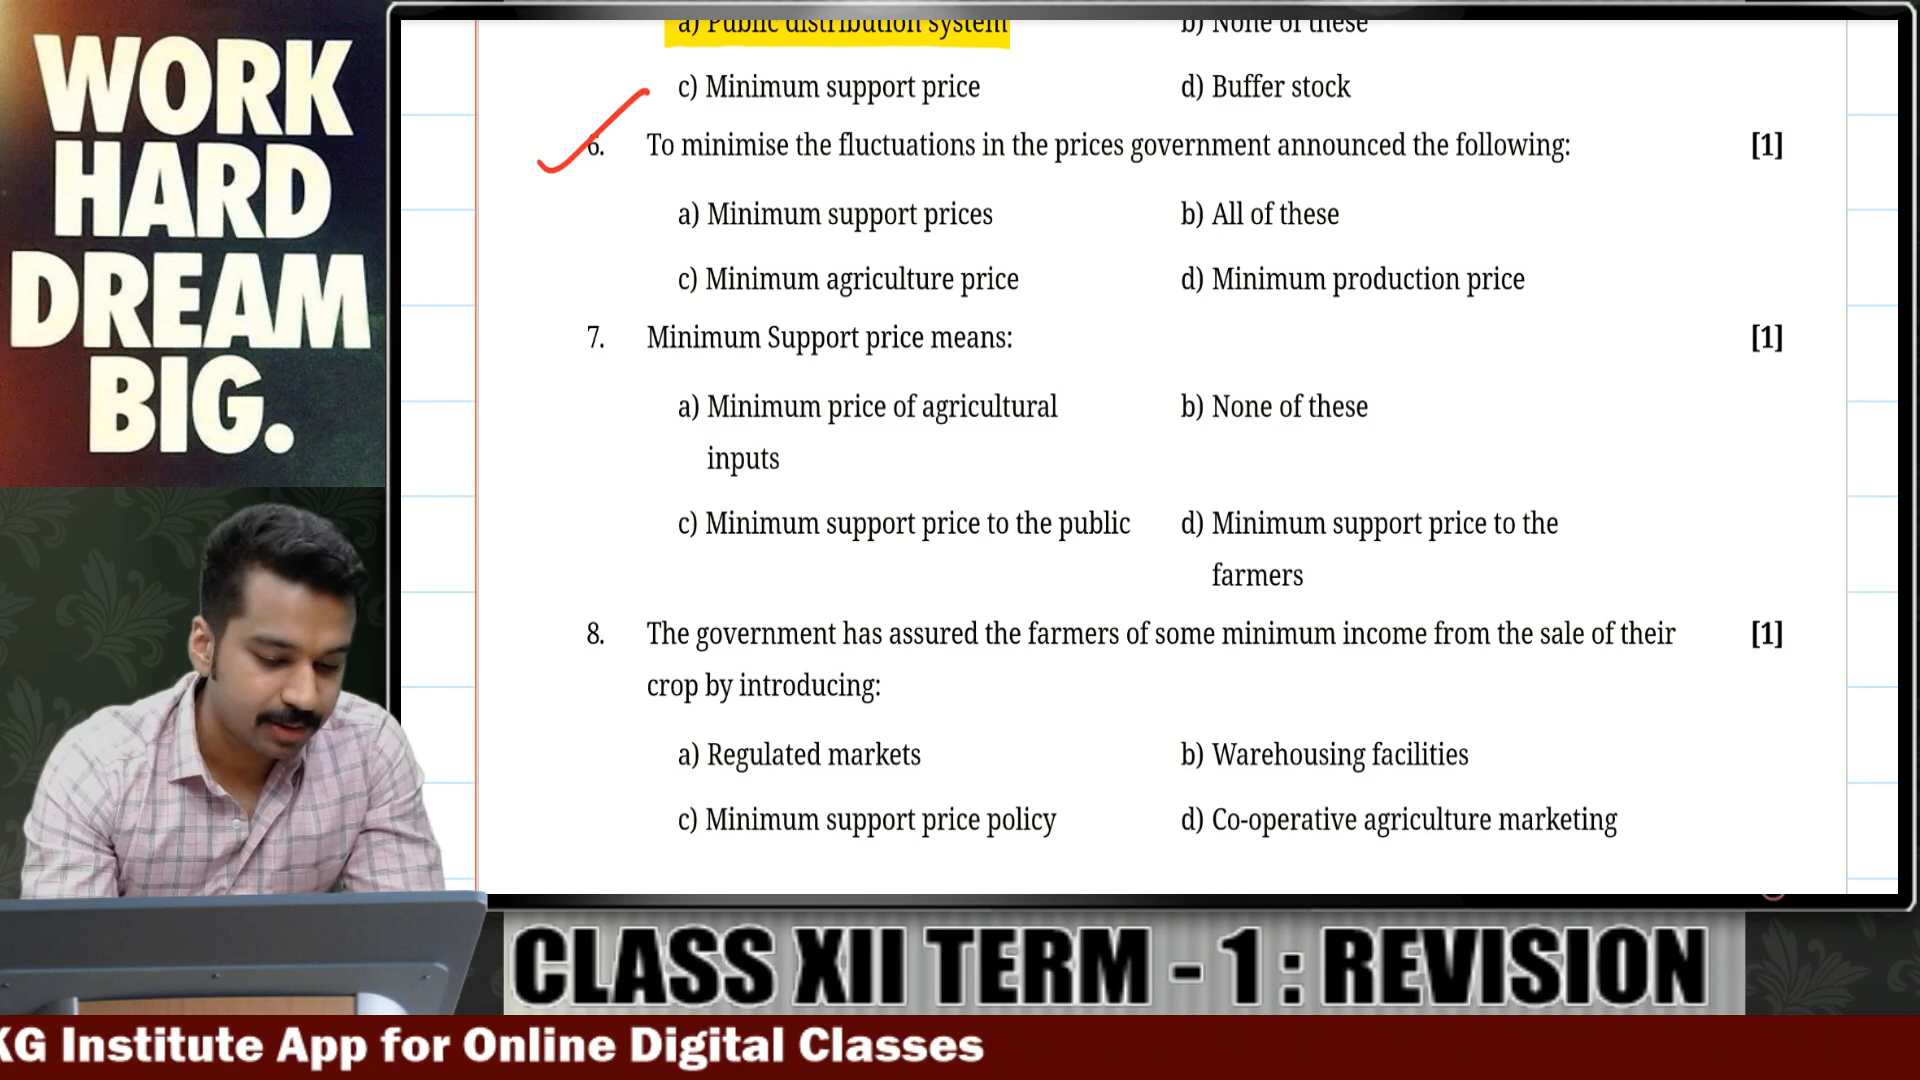 WORK
HARD
DREAM
BIG.
a) Public distribution system b) None of these
c) Minimum support price d) Buffer stock
6. To minimise the fluctuations in the prices government announced the following: [1]
a) Minimum support prices b) All of these
c) Minimum agriculture price d) Minimum production price
7. Minimum Support price means: [1]
a) Minimum price of agricultural b) None of these
inputs
c) Minimum support price to the public d) Minimum support price to the
farmers
8. The government has assured the farmers of some minimum income from the sale of their [1]
crop by introducing:
a) Regulated markets b) Warehousing facilities
c) Minimum support price policy d) Co-operative agriculture marketing
CLASS XII TERM - 1 : REVISION
KG Institute App for Online Digital Classes